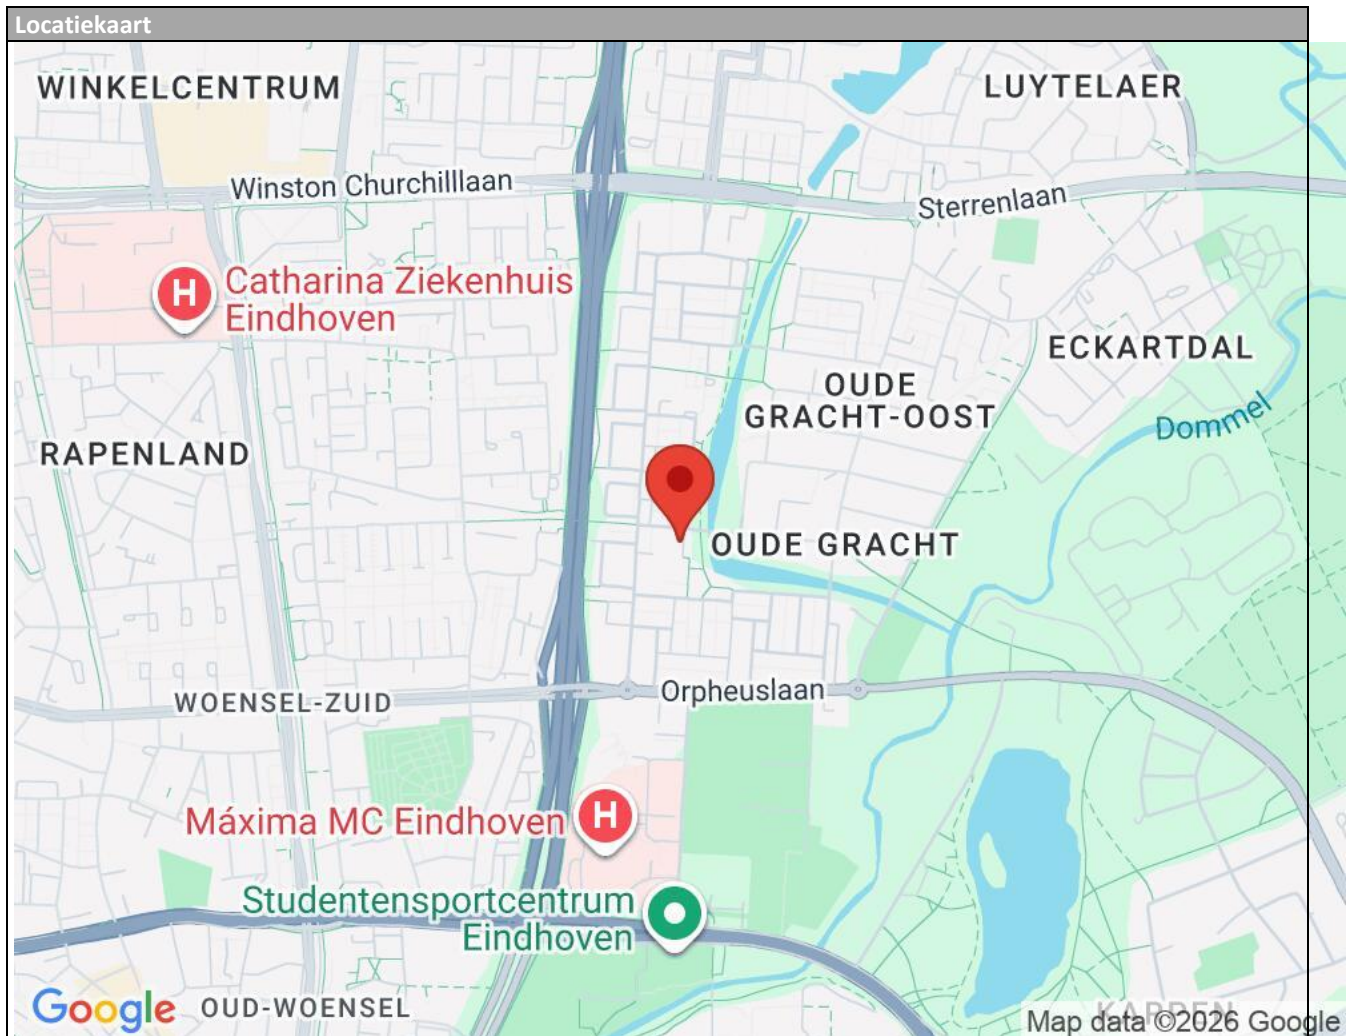 Locatiekaart
WINKELCENTRUM
LUYTELAER
Winston Churchilllaan
Sterrenlaan
H
Catharina Ziekenhuis
Eindhoven
ECKARTDAL
OUDE
GRACHT-OOST
Dommel
RAPENLAND
OUDE GRACHT
WOENSEL-ZUID
Orpheuslaan
Máxima MC Eindhoven
H
Studentensportcentrum
Eindhoven
Google
OUD-WOENSEL
Map data ©2026 Google